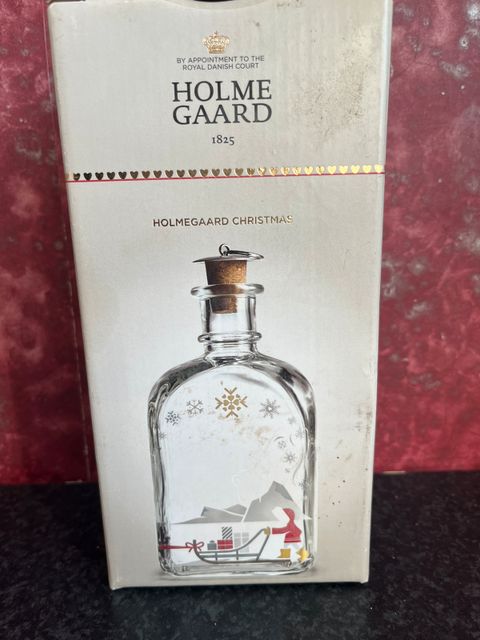 BY APPOINTMENT TO THE
ROYAL DANISH COURT
HOLME
GAARD
1825
HOLMEGAARD CHRISTMAS